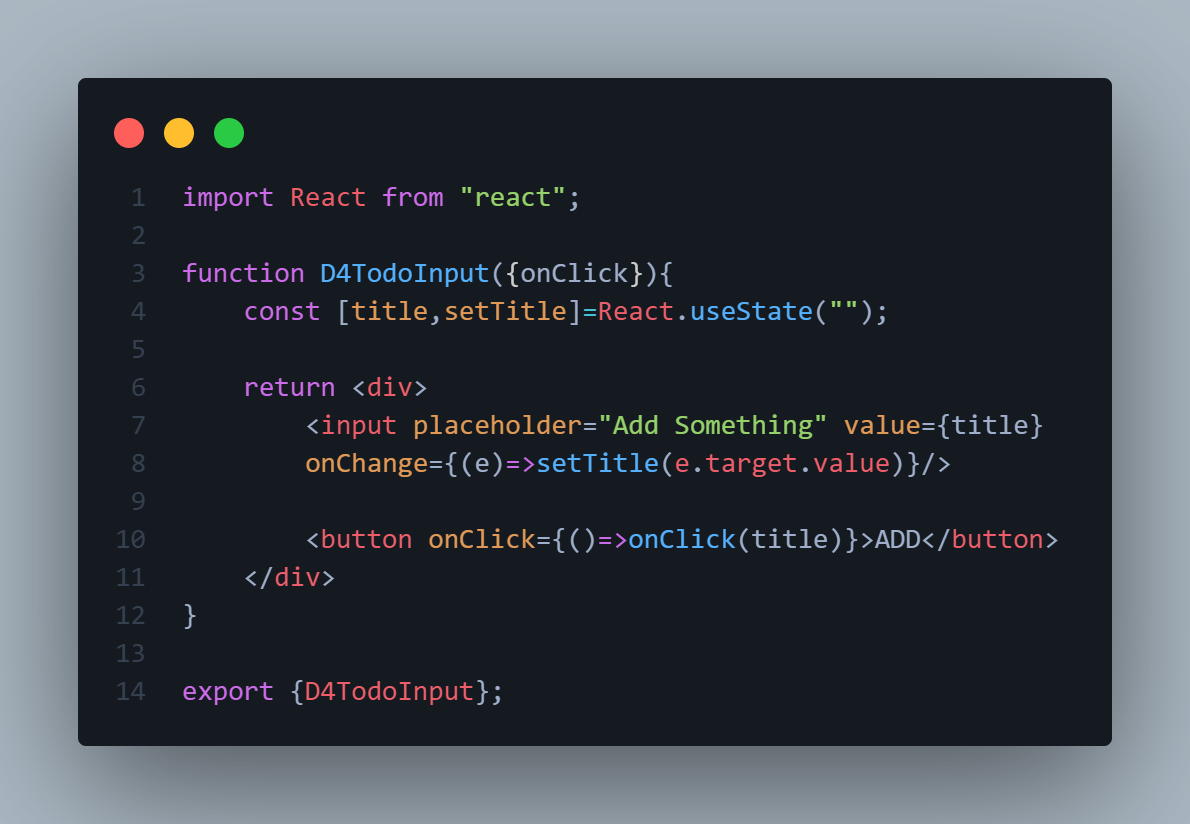 1 import React from "react";
2
3 function D4TodoInput({onClick}){
4     const [title,setTitle]=React.useState("");
5
6     return <div>
7         <input placeholder="Add Something" value={title}
8         onChange={(e)=>setTitle(e.target.value)}/>
9
10         <button onClick={()=>onClick(title)}>ADD</button>
11     </div>
12 }
13
14 export {D4TodoInput};